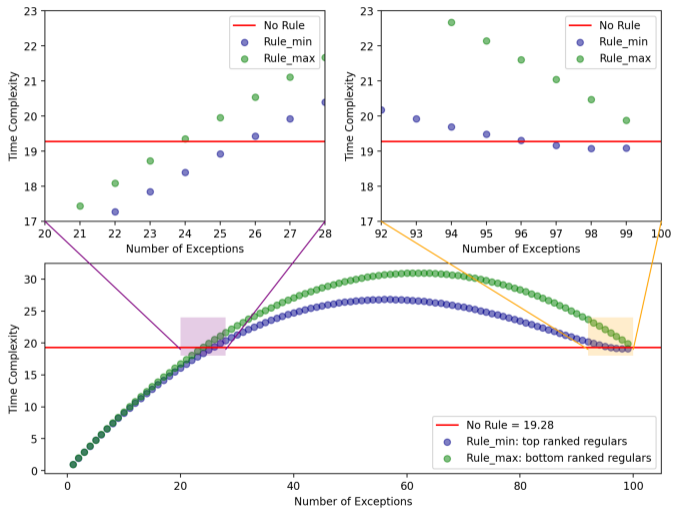 23
22
21
20
19
18
17
Time Complexity
No Rule
Rule_min
Rule_max
20 21 22 23 24 25 26 27 28
Number of Exceptions
23
22
21
20
19
18
17
Time Complexity
No Rule
Rule_min
Rule_max
92 93 94 95 96 97 98 99 100
Number of Exceptions
30
25
20
15
10
5
0
Time Complexity
No Rule = 19.28
Rule_min: top ranked regulars
Rule_max: bottom ranked regulars
0 20 40 60 80 100
Number of Exceptions